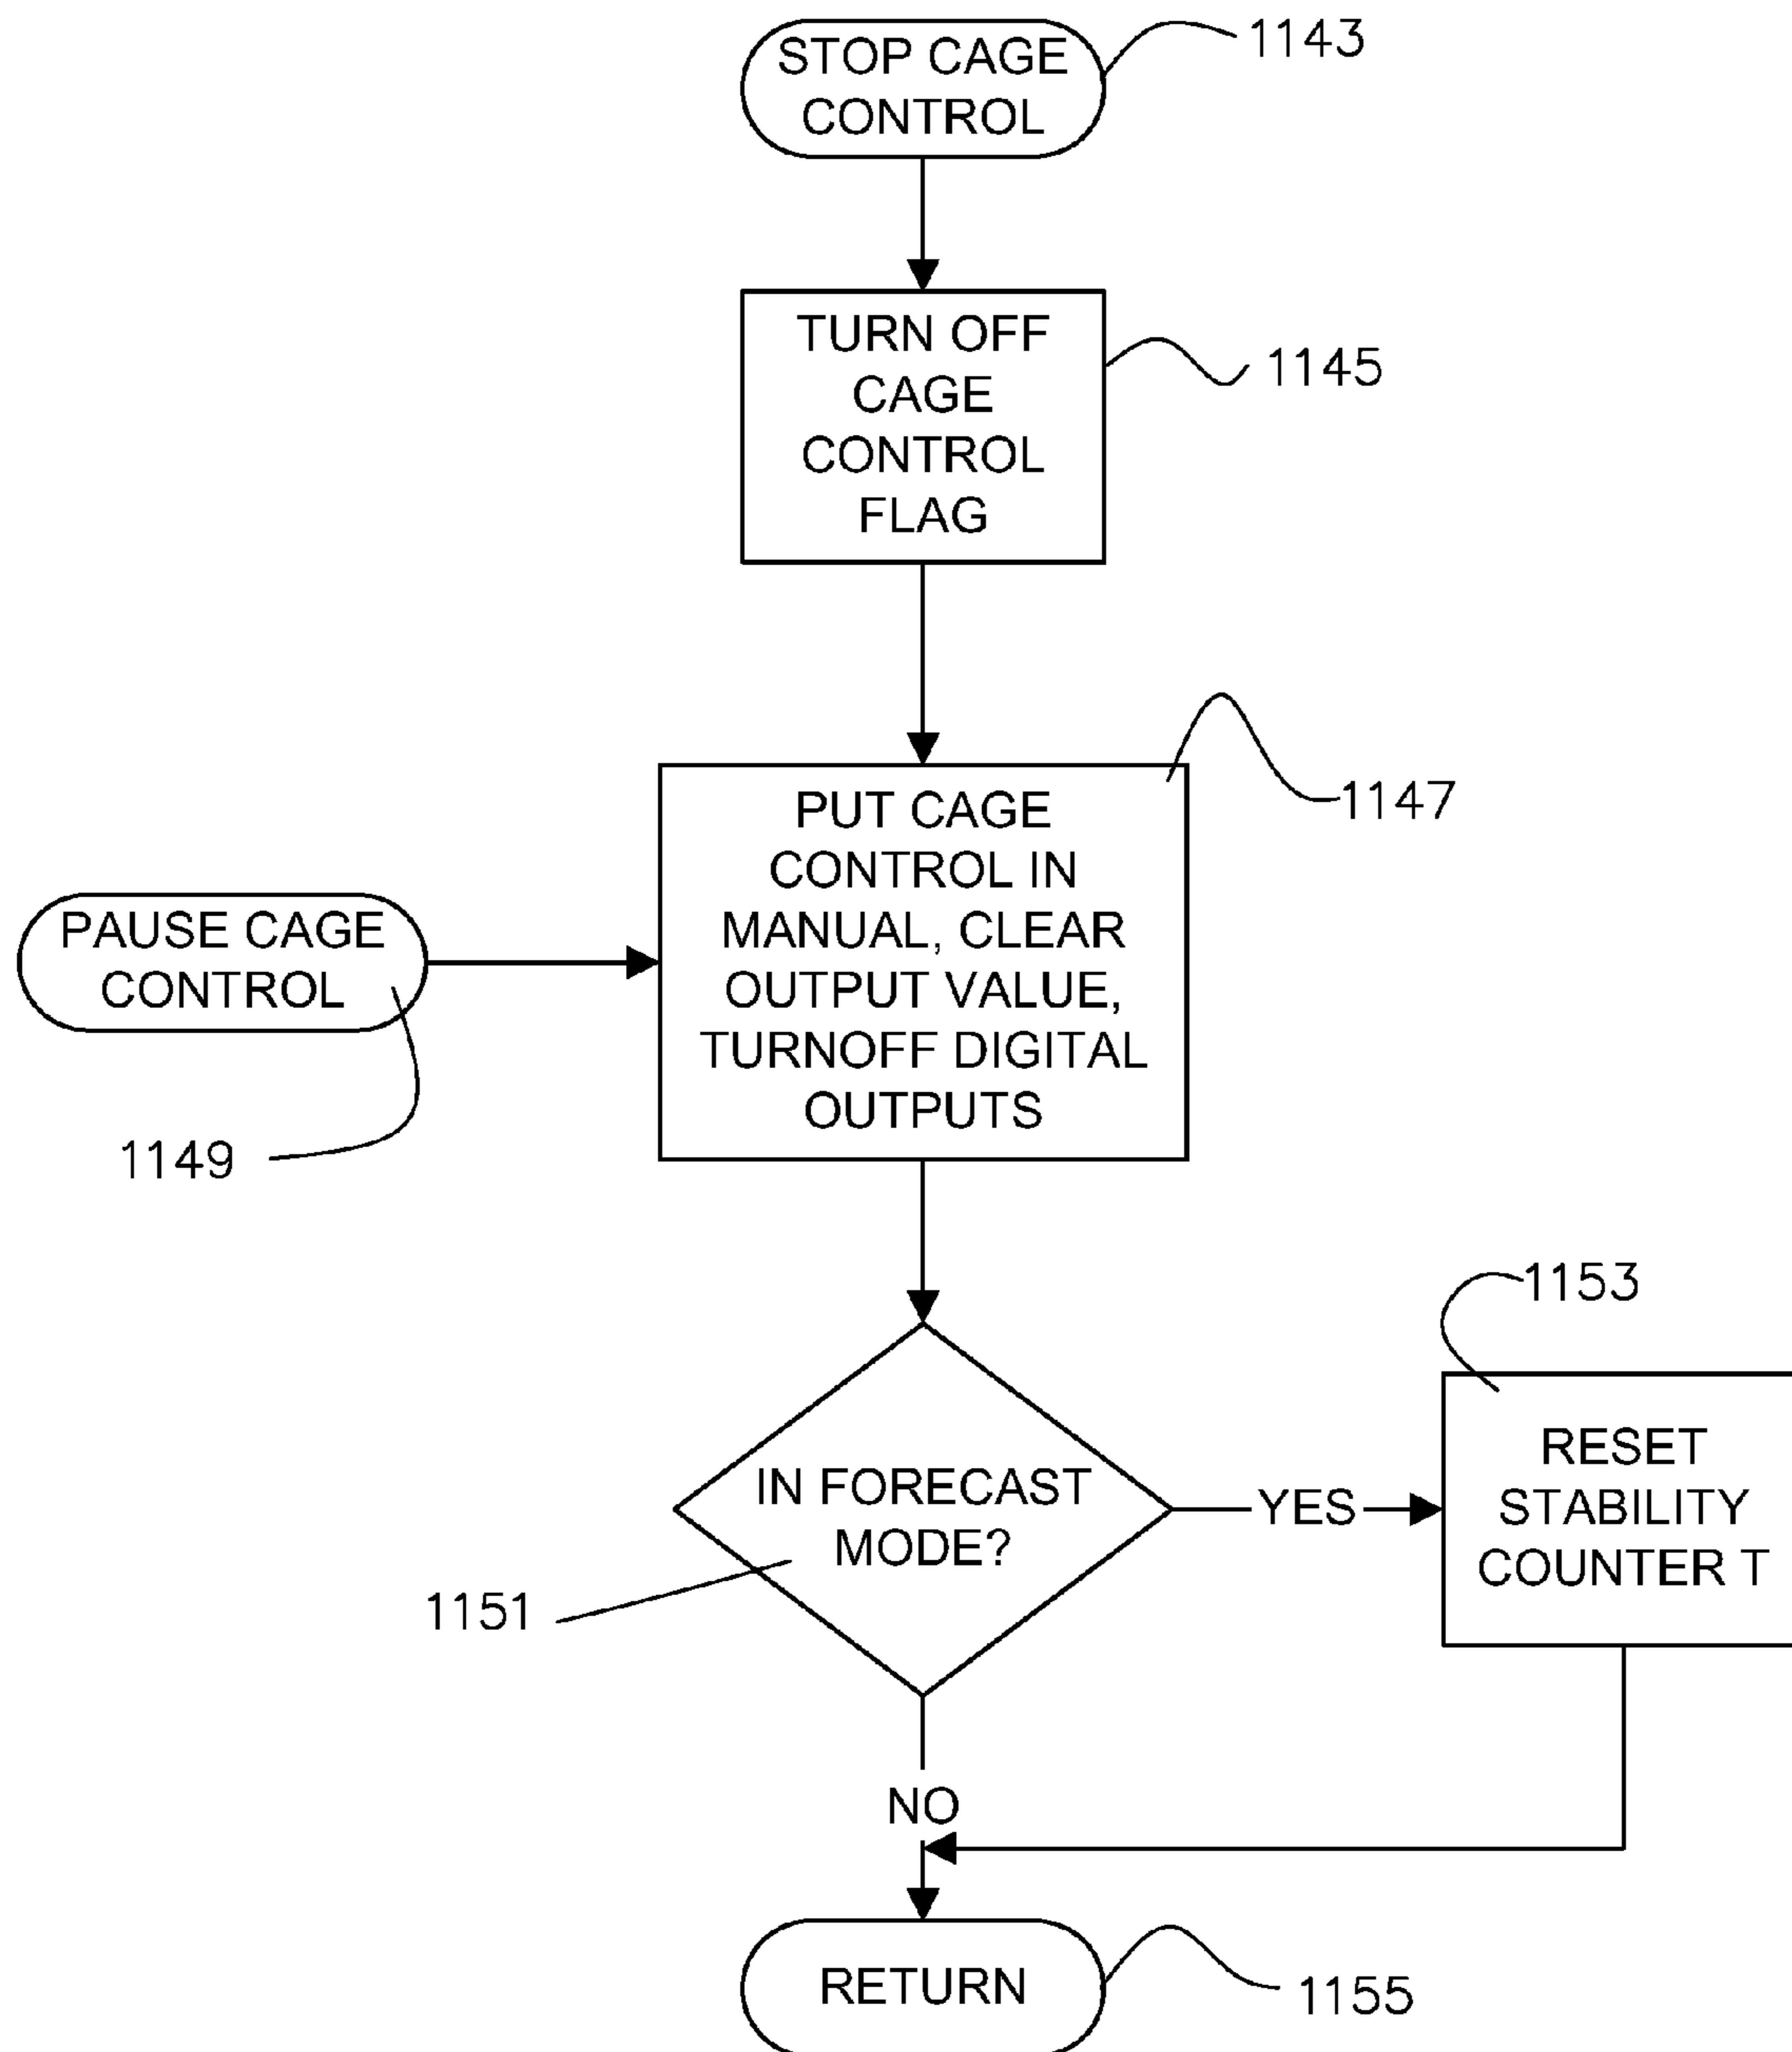 STOP CAGE
CONTROL
1143
TURN OFF
CAGE
CONTROL
FLAG
1145
PUT CAGE
CONTROL IN
MANUAL, CLEAR
OUTPUT VALUE,
TURNOFF DIGITAL
OUTPUTS
1147
PAUSE CAGE
CONTROL
1149
IN FORECAST
MODE?
1151
YES
RESET
STABILITY
COUNTER T
1153
NO
RETURN
1155